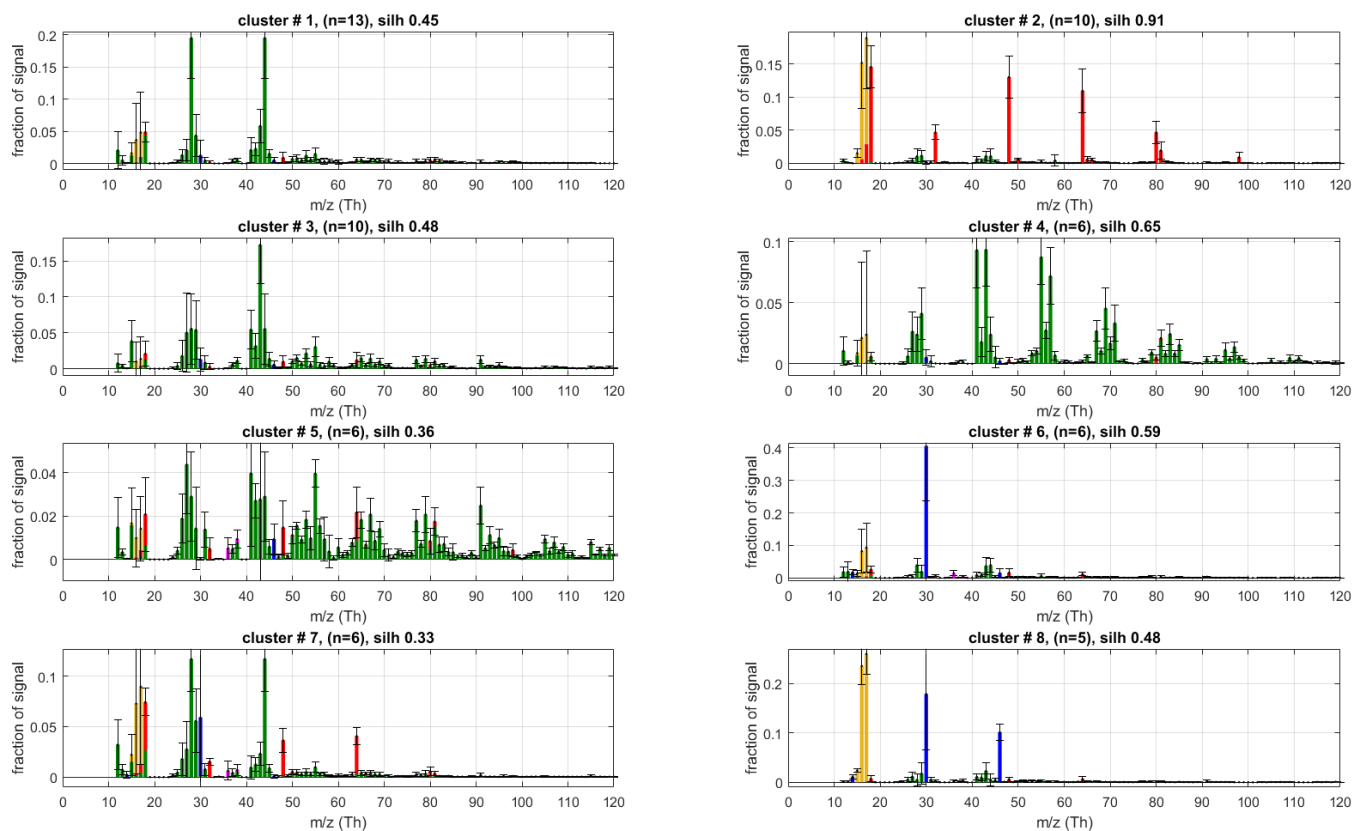 cluster # 1, (n=13), silh 0.45
fraction of signal
0.2
0.15
0.1
0.05
0
0 10 20 30 40 50 60 70 80 90 100 110 120
m/z (Th)
cluster # 2, (n=10), silh 0.91
fraction of signal
0.15
0.1
0.05
0
0 10 20 30 40 50 60 70 80 90 100 110 120
m/z (Th)
cluster # 3, (n=10), silh 0.48
fraction of signal
0.15
0.1
0.05
0
0 10 20 30 40 50 60 70 80 90 100 110 120
m/z (Th)
cluster # 4, (n=6), silh 0.65
fraction of signal
0.1
0.05
0
0 10 20 30 40 50 60 70 80 90 100 110 120
m/z (Th)
cluster # 5, (n=6), silh 0.36
fraction of signal
0.04
0.02
0
0 10 20 30 40 50 60 70 80 90 100 110 120
m/z (Th)
cluster # 6, (n=6), silh 0.59
fraction of signal
0.4
0.3
0.2
0.1
0
0 10 20 30 40 50 60 70 80 90 100 110 120
m/z (Th)
cluster # 7, (n=6), silh 0.33
fraction of signal
0.1
0.05
0
0 10 20 30 40 50 60 70 80 90 100 110 120
m/z (Th)
cluster # 8, (n=5), silh 0.48
fraction of signal
0.2
0.1
0
0 10 20 30 40 50 60 70 80 90 100 110 120
m/z (Th)